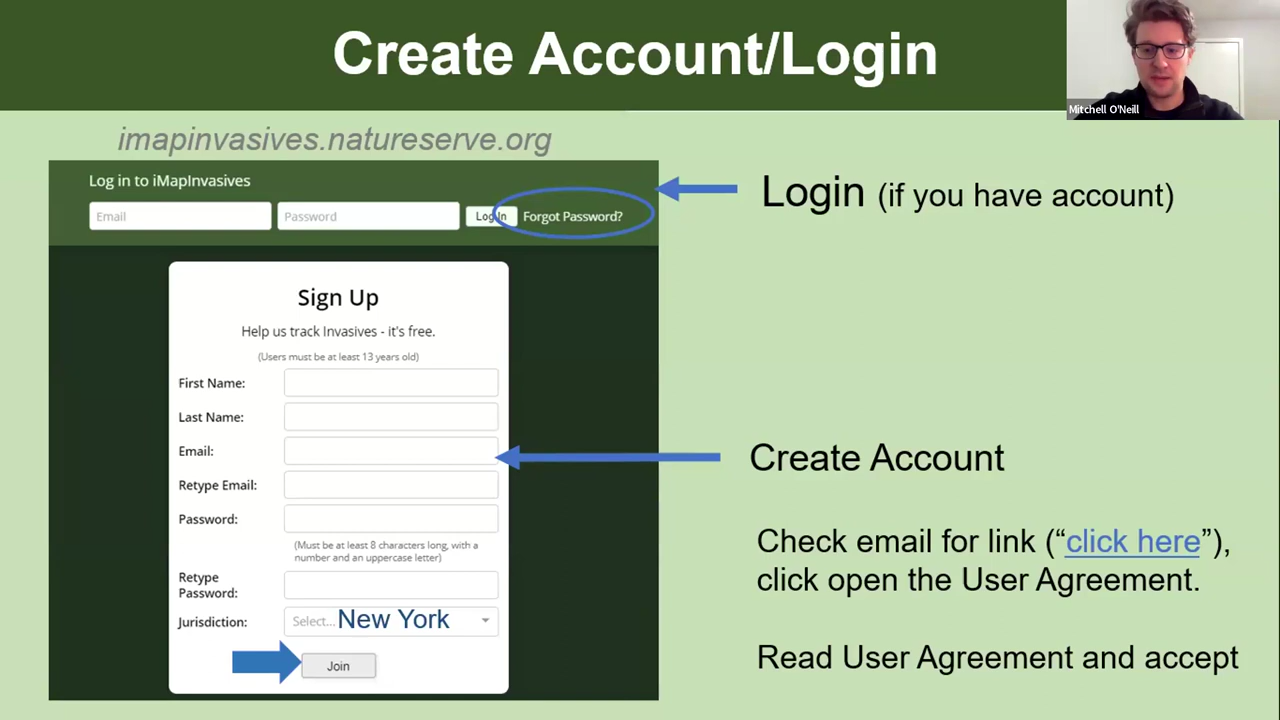 Create Account/Login
Mitchell O'Neill
imapinvasives.natureserve.org
Log in to iMapInvasives
Email
Password
Log In
Forgot Password?
Login (if you have account)
Sign Up
Help us track Invasives - it's free.
(Users must be at least 13 years old)
First Name:
Last Name:
Email:
Retype Email:
Password:
(Must be at least 8 characters long, with a
number and an uppercase letter)
Retype
Password:
Jurisdiction:
Select... New York
Join
Create Account
Check email for link (“click here”),
click open the User Agreement.
Read User Agreement and accept